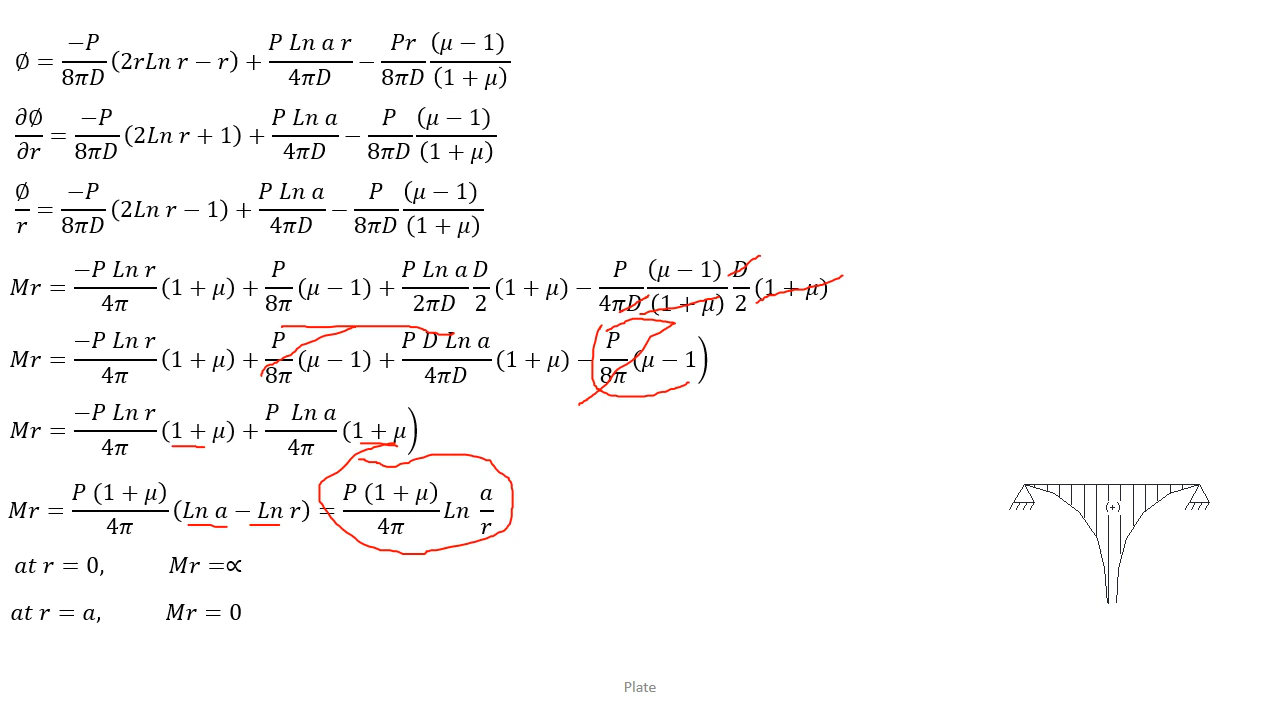 ∅ = −P/8πD (2rLn r − r) + P Ln a r/4πD − Pr/8πD (μ − 1)/(1 + μ)
∂∅/∂r = −P/8πD (2Ln r + 1) + P Ln a/4πD − P/8πD (μ − 1)/(1 + μ)
∅/r = −P/8πD (2Ln r − 1) + P Ln a/4πD − P/8πD (μ − 1)/(1 + μ)
Mr = −P Ln r/4π (1 + μ) + P/8π (μ − 1) + P Ln a/2πD D/2 (1 + μ) − P/4πD (μ − 1)/(1 + μ) D/2 (1 + μ)
Mr = −P Ln r/4π (1 + μ) + P/8π (μ − 1) + P D Ln a/4πD (1 + μ) − P/8π (μ − 1)
Mr = −P Ln r/4π (1 + μ) + P Ln a/4π (1 + μ)
Mr = P (1 + μ)/4π (Ln a − Ln r) = P (1 + μ)/4π Ln a/r
(+)
at r = 0, Mr =∝
at r = a, Mr = 0
Plate